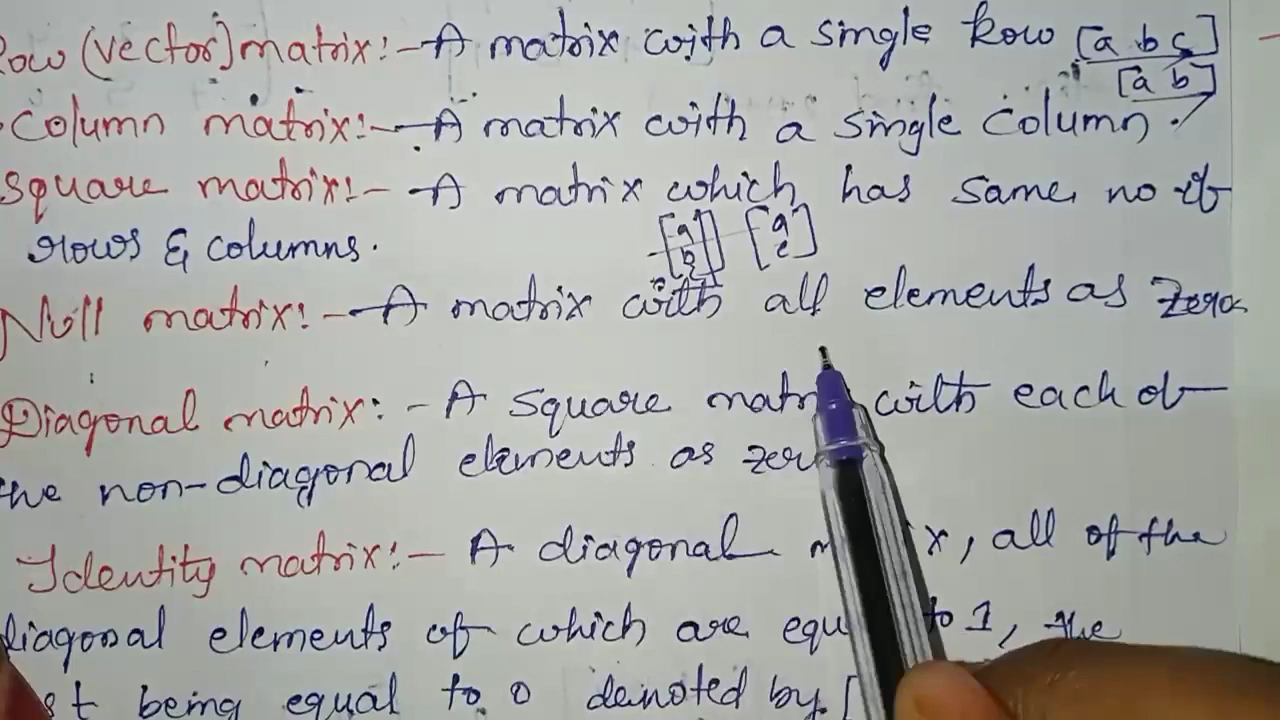 Row (vector) matrix:- A matrix with a single Row [a b c]
[a b]
Column matrix:- A matrix with a single Column.
square matrix:- A matrix which has same no of
rows & columns.
Null matrix:- A matrix with all elements as zero
Diagonal matrix:- A square matrix with each of
the non-diagonal elements as zero
Identity matrix:- A diagonal matrix, all of the
diagonal elements of which are equal to 1, the
being equal to 0 denoted by I